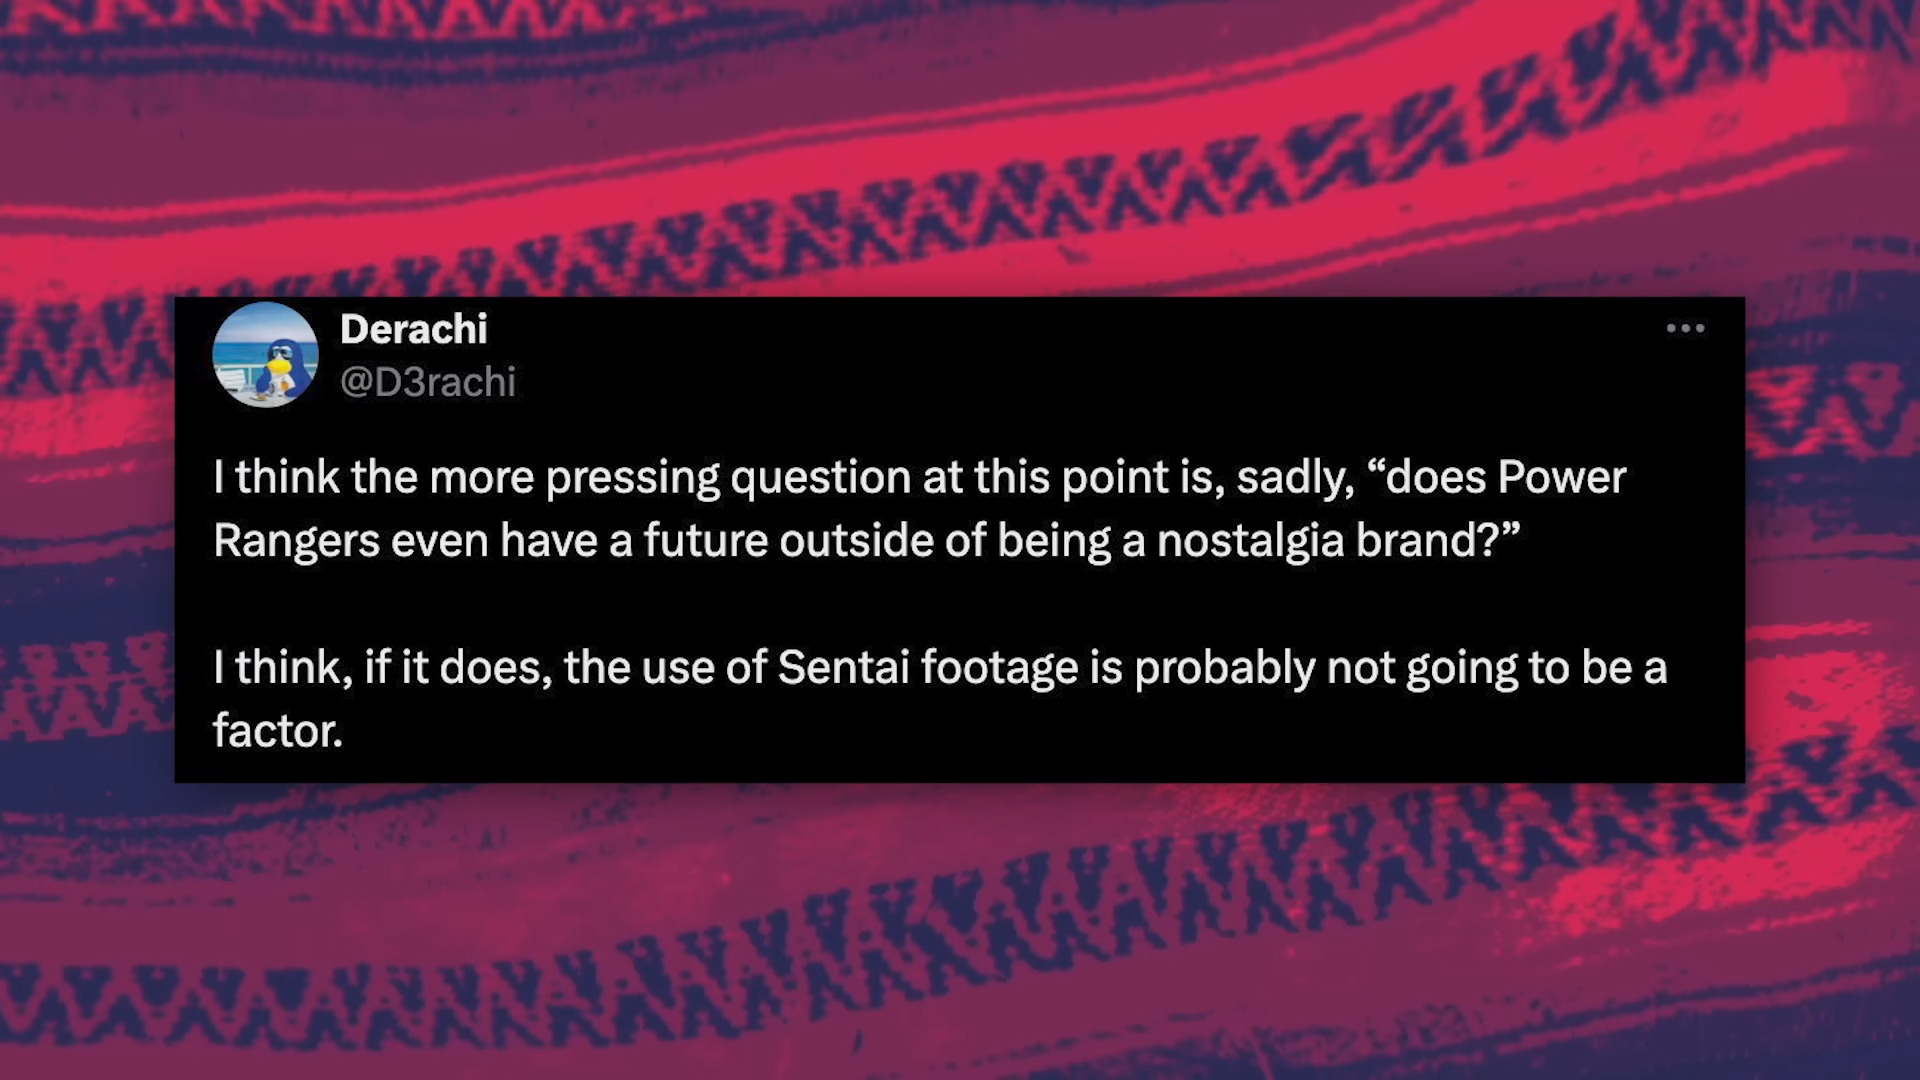 Derachi
@D3rachi
I think the more pressing question at this point is, sadly, “does Power
Rangers even have a future outside of being a nostalgia brand?”
I think, if it does, the use of Sentai footage is probably not going to be a
factor.